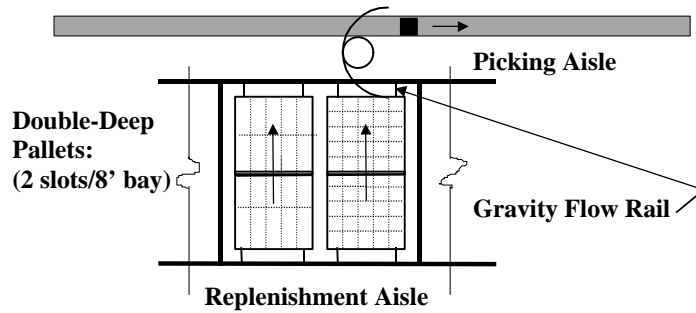 Picking Aisle
Double-Deep
Pallets:
(2 slots/8’ bay)
Gravity Flow Rail
Replenishment Aisle